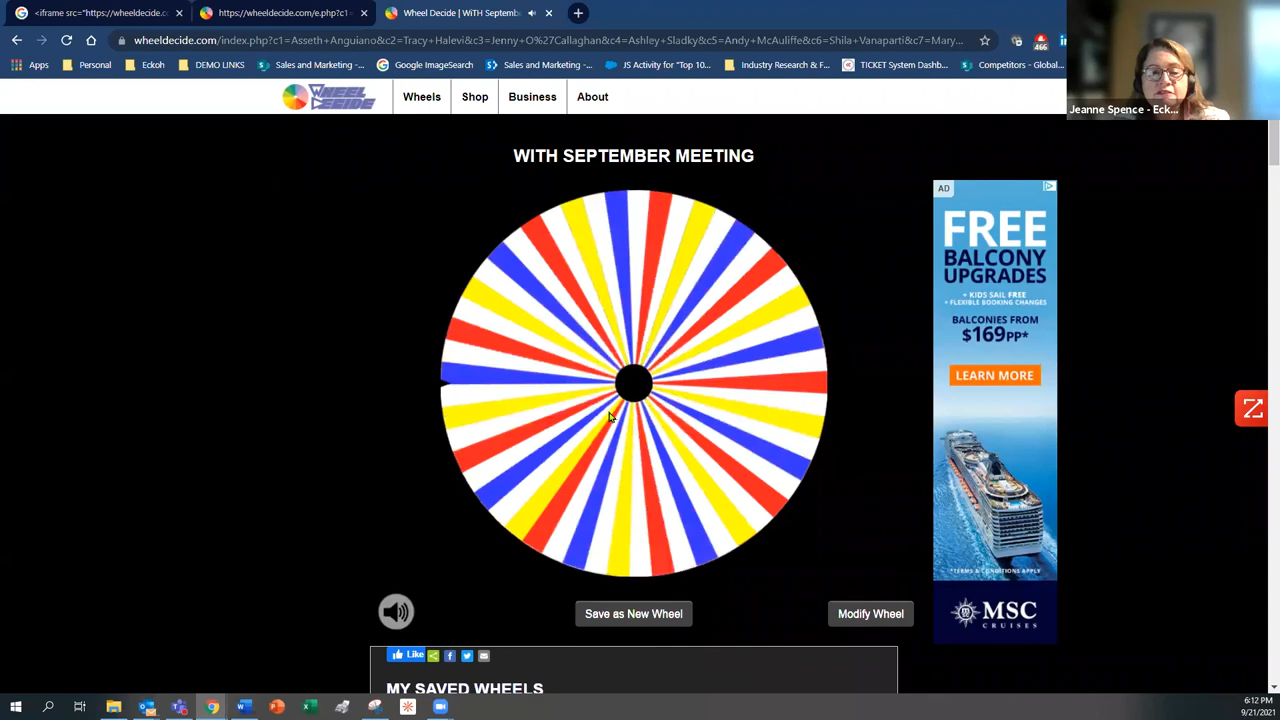 <iframe src="https://wheeldecide.c
https://wheeldecide.com/e.php?c1=
Wheel Decide | WiTH Septembe
wheeldecide.com/index.php?c1=Asseth+Anguiano&c2=Tracy+Halevi&c3=Jenny+O%27Callaghan&c4=Ashley+Sladky&c5=Andy+McAuliffe&c6=Shila+Vanaparti&c7=Mary...
466
Apps
Personal
Eckoh
DEMO LINKS
Sales and Marketing -...
Google ImageSearch
Sales and Marketing -...
JS Activity for "Top 10...
Industry Research & F...
TICKET System Dashb...
Competitors - Global...
Jeanne Spence - Eck...
WHEEL DECIDE
Wheels
Shop
Business
About
WITH SEPTEMBER MEETING
AD
FREE
BALCONY
UPGRADES
+ KIDS SAIL FREE
+ FLEXIBLE BOOKING CHANGES
BALCONIES FROM
$169PP*
LEARN MORE
*TERMS & CONDITIONS APPLY
MSC
CRUISES
Save as New Wheel
Modify Wheel
Like
MY SAVED WHEELS
6:12 PM
9/21/2021